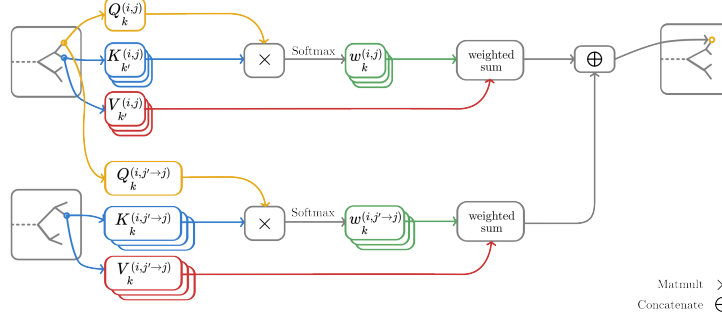 Q_k^{(i,j)}
K_{k'}^{(i,j)}
×
Softmax
w_k^{(i,j)}
weighted
sum
⊕
V_{k'}^{(i,j)}
Q_k^{(i,j'→j)}
K_k^{(i,j'→j)}
×
Softmax
w_k^{(i,j'→j)}
weighted
sum
V_k^{(i,j'→j)}
Matmult ×
Concatenate ⊕